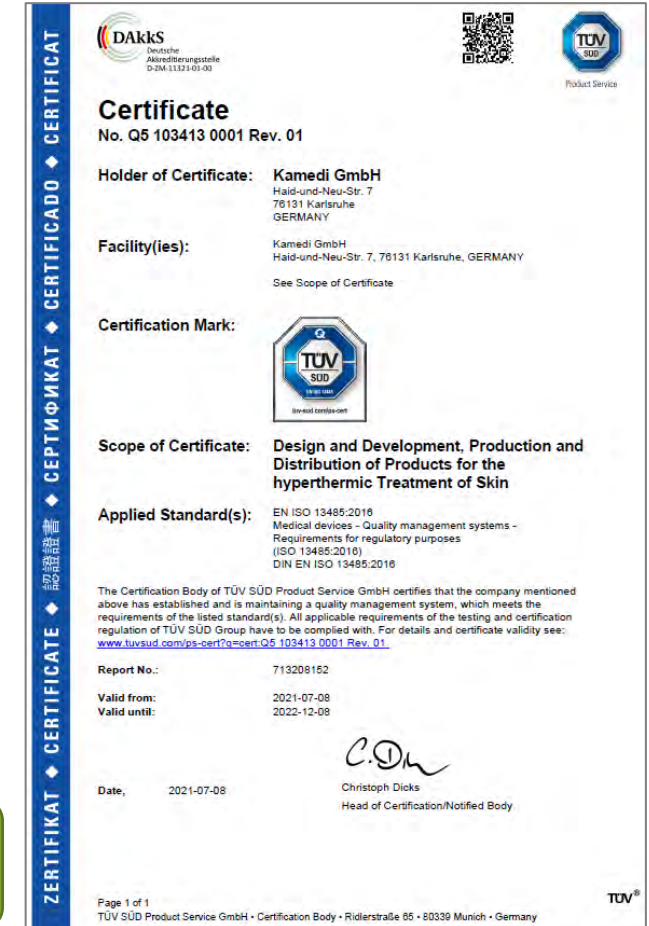 DAkkS
Deutsche
Akkreditierungsstelle
D-ZM-11321-01-00
TÜV
SÜD
Product Service
Certificate
No. Q5 103413 0001 Rev. 01
Holder of Certificate: Kamedi GmbH
Haid-und-Neu-Str. 7
76131 Karlsruhe
GERMANY
Facility(ies): Kamedi GmbH
Haid-und-Neu-Str. 7, 76131 Karlsruhe, GERMANY
See Scope of Certificate
Certification Mark:
TÜV
SÜD
tuv-sud.com/ps-cert
Scope of Certificate: Design and Development, Production and
Distribution of Products for the
hyperthermic Treatment of Skin
Applied Standard(s): EN ISO 13485:2016
Medical devices - Quality management systems -
Requirements for regulatory purposes
(ISO 13485:2016)
DIN EN ISO 13485:2016
The Certification Body of TÜV SÜD Product Service GmbH certifies that the company mentioned
above has established and is maintaining a quality management system, which meets the
requirements of the listed standard(s). All applicable requirements of the testing and certification
regulation of TÜV SÜD Group have to be complied with. For details and certificate validity see:
www.tuvsud.com/ps-cert?q=cert:Q5 103413 0001 Rev. 01
Report No.: 713208152
Valid from: 2021-07-08
Valid until: 2022-12-08
Date, 2021-07-08
Christoph Dicks
Head of Certification/Notified Body
Page 1 of 1
TÜV SÜD Product Service GmbH • Certification Body • Ridlerstraße 65 • 80339 Munich • Germany
TÜV®
ZERTIFIKAT ◆ CERTIFICATE ◆ 認證證書 ◆ СЕРТИФИКАТ ◆ CERTIFICADO ◆ CERTIFICAT